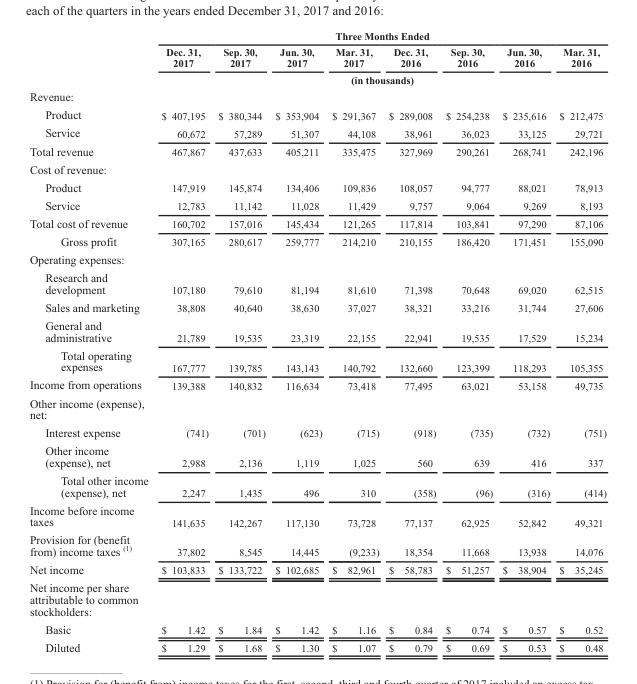 each of the quarters in the years ended December 31, 2017 and 2016:
Three Months Ended
Dec. 31, 2017 Sep. 30, 2017 Jun. 30, 2017 Mar. 31, 2017 Dec. 31, 2016 Sep. 30, 2016 Jun. 30, 2016 Mar. 31, 2016
(in thousands)
Revenue:
Product $ 407,195 $ 380,344 $ 353,904 $ 291,367 $ 289,008 $ 254,238 $ 235,616 $ 212,475
Service 60,672 57,289 51,307 44,108 38,961 36,023 33,125 29,721
Total revenue 467,867 437,633 405,211 335,475 327,969 290,261 268,741 242,196
Cost of revenue:
Product 147,919 145,874 134,406 109,836 108,057 94,777 88,021 78,913
Service 12,783 11,142 11,028 11,429 9,757 9,064 9,269 8,193
Total cost of revenue 160,702 157,016 145,434 121,265 117,814 103,841 97,290 87,106
Gross profit 307,165 280,617 259,777 214,210 210,155 186,420 171,451 155,090
Operating expenses:
Research and
development 107,180 79,610 81,194 81,610 71,398 70,648 69,020 62,515
Sales and marketing 38,808 40,640 38,630 37,027 38,321 33,216 31,744 27,606
General and
administrative 21,789 19,535 23,319 22,155 22,941 19,535 17,529 15,234
Total operating
expenses 167,777 139,785 143,143 140,792 132,660 123,399 118,293 105,355
Income from operations 139,388 140,832 116,634 73,418 77,495 63,021 53,158 49,735
Other income (expense),
net:
Interest expense (741) (701) (623) (715) (918) (735) (732) (751)
Other income
(expense), net 2,988 2,136 1,119 1,025 560 639 416 337
Total other income
(expense), net 2,247 1,435 496 310 (358) (96) (316) (414)
Income before income
taxes 141,635 142,267 117,130 73,728 77,137 62,925 52,842 49,321
Provision for (benefit
from) income taxes (1) 37,802 8,545 14,445 (9,233) 18,354 11,668 13,938 14,076
Net income $ 103,833 $ 133,722 $ 102,685 $ 82,961 $ 58,783 $ 51,257 $ 38,904 $ 35,245
Net income per share
attributable to common
stockholders:
Basic $ 1.42 $ 1.84 $ 1.42 $ 1.16 $ 0.84 $ 0.74 $ 0.57 $ 0.52
Diluted $ 1.29 $ 1.68 $ 1.30 $ 1.07 $ 0.79 $ 0.69 $ 0.53 $ 0.48
(1) Provision for (benefit from) income taxes for the first, second, third and fourth quarter of 2017 included an excess tax